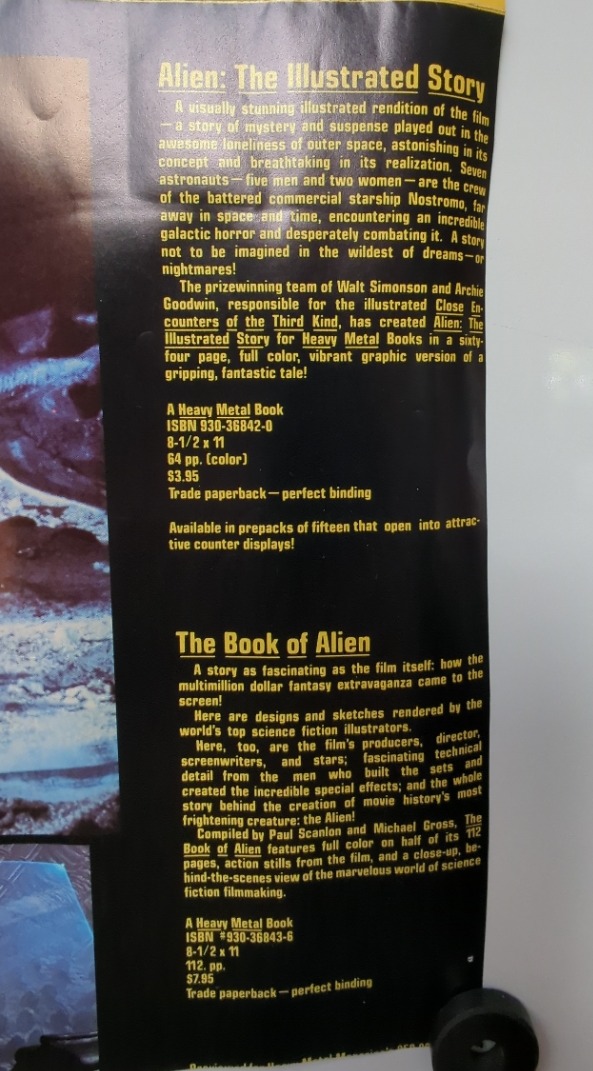 Alien: The Illustrated Story
A visually stunning illustrated rendition of the film
—a story of mystery and suspense played out in the
awesome loneliness of outer space, astonishing in its
concept and breathtaking in its realization. Seven
astronauts—five men and two women—are the crew
of the battered commercial starship Nostromo, far
away in space and time, encountering an incredible
galactic horror and desperately combating it. A story
not to be imagined in the wildest of dreams—or
nightmares!
The prizewinning team of Walt Simonson and Archie
Goodwin, responsible for the illustrated Close En-
counters of the Third Kind, has created Alien: The
Illustrated Story for Heavy Metal Books in a sixty-
four page, full color, vibrant graphic version of a
gripping, fantastic tale!
A Heavy Metal Book
ISBN 930-36842-0
8-1/2 x 11
64 pp. (color)
$3.95
Trade paperback—perfect binding
Available in prepacks of fifteen that open into attrac-
tive counter displays!
The Book of Alien
A story as fascinating as the film itself: how the
multimillion dollar fantasy extravaganza came to the
screen!
Here are designs and sketches rendered by the
world's top science fiction illustrators.
Here, too, are the film's producers, director,
screenwriters, and stars; fascinating technical
detail from the men who built the sets and
created the incredible special effects; and the whole
story behind the creation of movie history's most
frightening creature: the Alien!
Compiled by Paul Scanlon and Michael Gross, The
Book of Alien features full color on half of its 112
pages, action stills from the film, and a close-up, be-
hind-the-scenes view of the marvelous world of science
fiction filmmaking.
A Heavy Metal Book
ISBN #930-36843-6
8-1/2 x 11
112. pp.
$7.95
Trade paperback—perfect binding